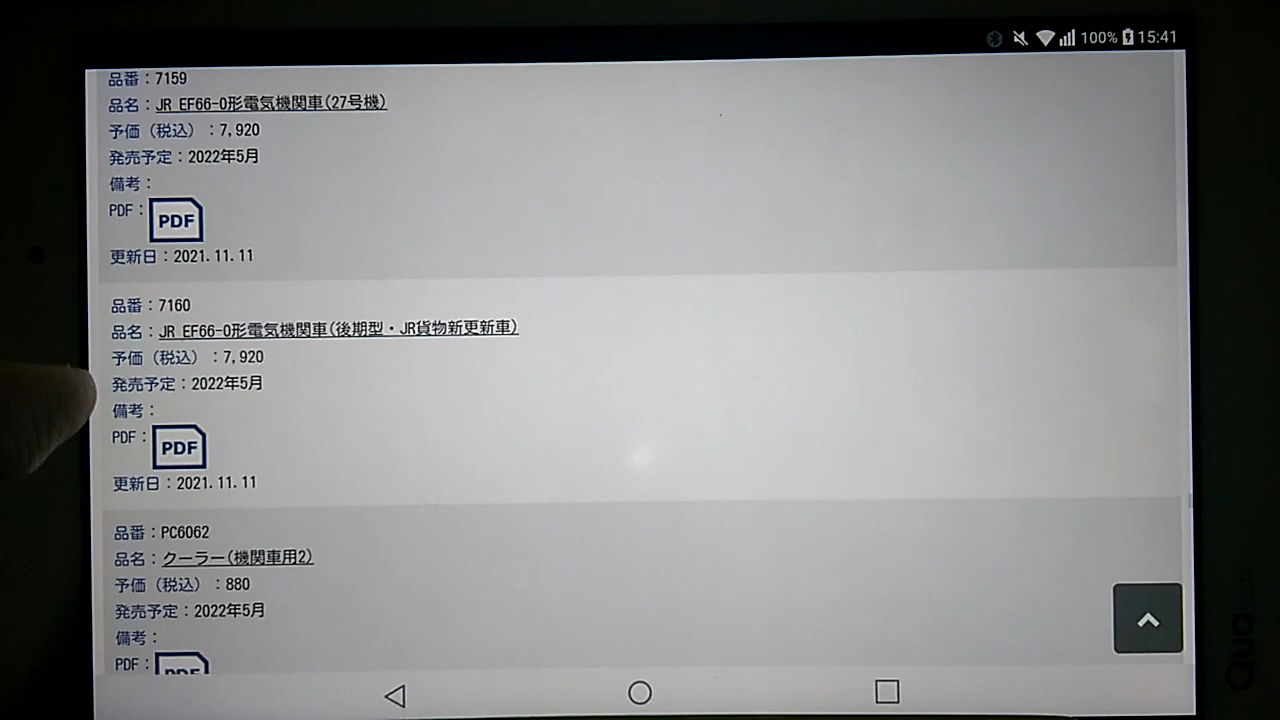 100% 15:41
品番：7159
品名：JR EF66-0形電気機関車(27号機)
予価（税込）：7,920
発売予定：2022年5月
備考：
PDF：PDF
更新日：2021.11.11
品番：7160
品名：JR EF66-0形電気機関車(後期型・JR貨物新更新車)
予価（税込）：7,920
発売予定：2022年5月
備考：
PDF：PDF
更新日：2021.11.11
品番：PC6062
品名：クーラー(機関車用2)
予価（税込）：880
発売予定：2022年5月
備考：
PDF：PDF
Qua